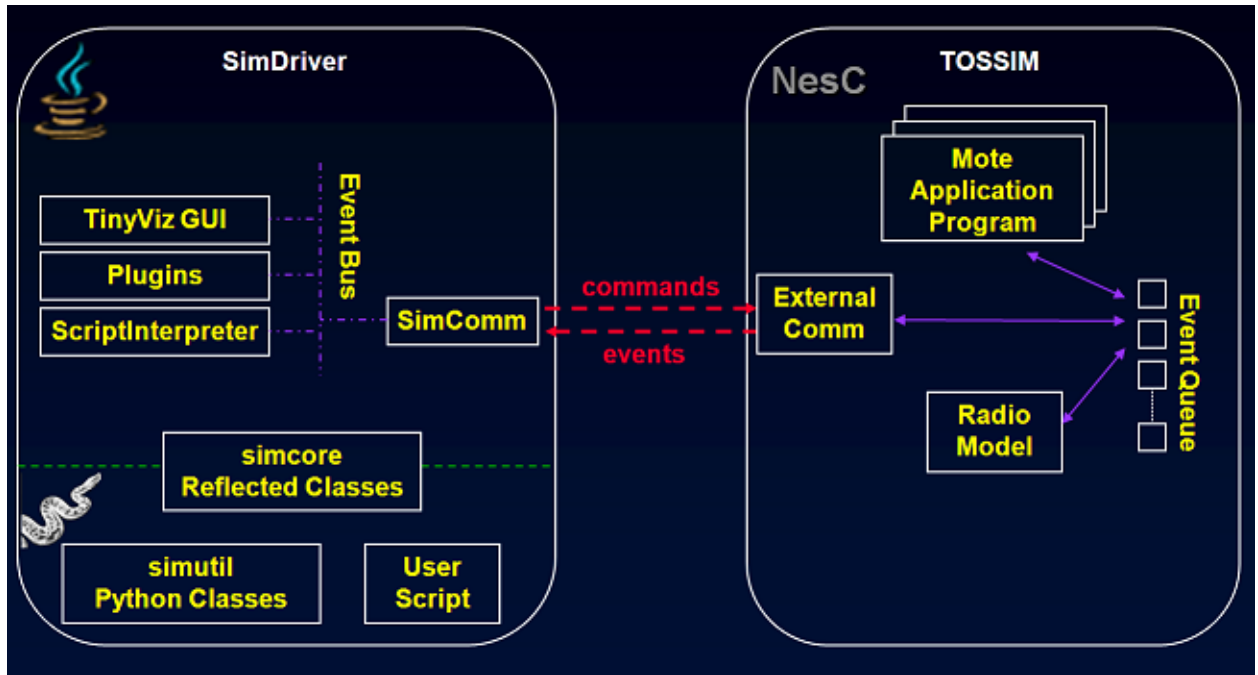 SimDriver
TinyViz GUI
Plugins
ScriptInterpreter
Event Bus
SimComm
simcore
Reflected Classes
simutil
Python Classes
User
Script
commands
events
TOSSIM
NesC
Mote
Application
Program
External
Comm
Radio
Model
Event Queue